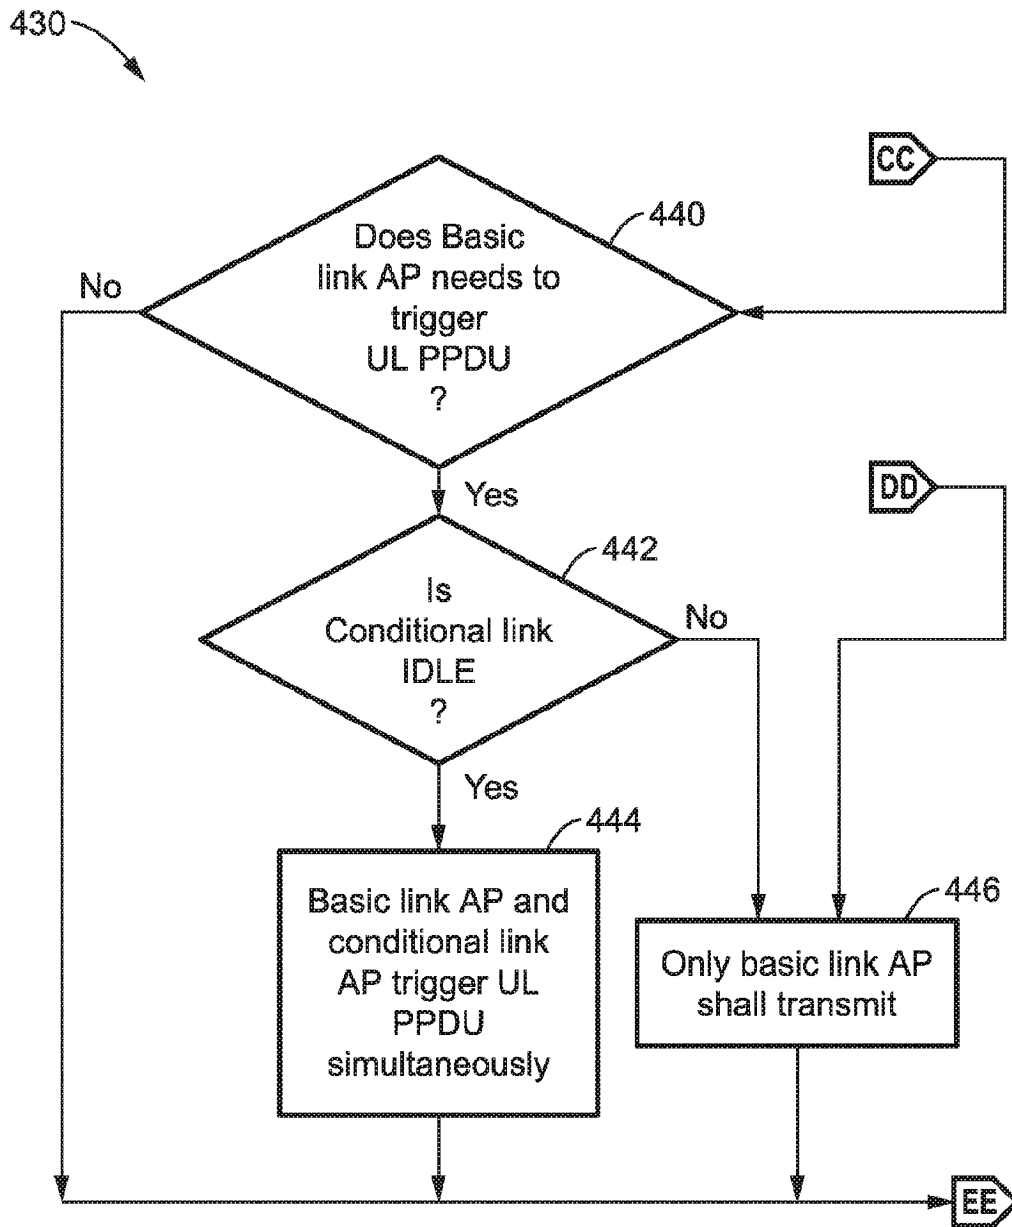 430
CC
440
Does Basic
link AP needs to
trigger
UL PPDU
?
No
Yes
DD
442
Is
Conditional link
IDLE
?
No
Yes
444
Basic link AP and
conditional link
AP trigger UL
PPDU
simultaneously
446
Only basic link AP
shall transmit
EE